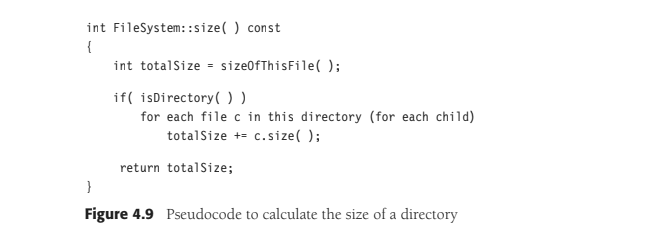 int FileSystem::size( ) const
{
    int totalSize = sizeOfThisFile( );
    if( isDirectory( ) )
        for each file c in this directory (for each child)
            totalSize += c.size( );
    return totalSize;
}
Figure 4.9 Pseudocode to calculate the size of a directory